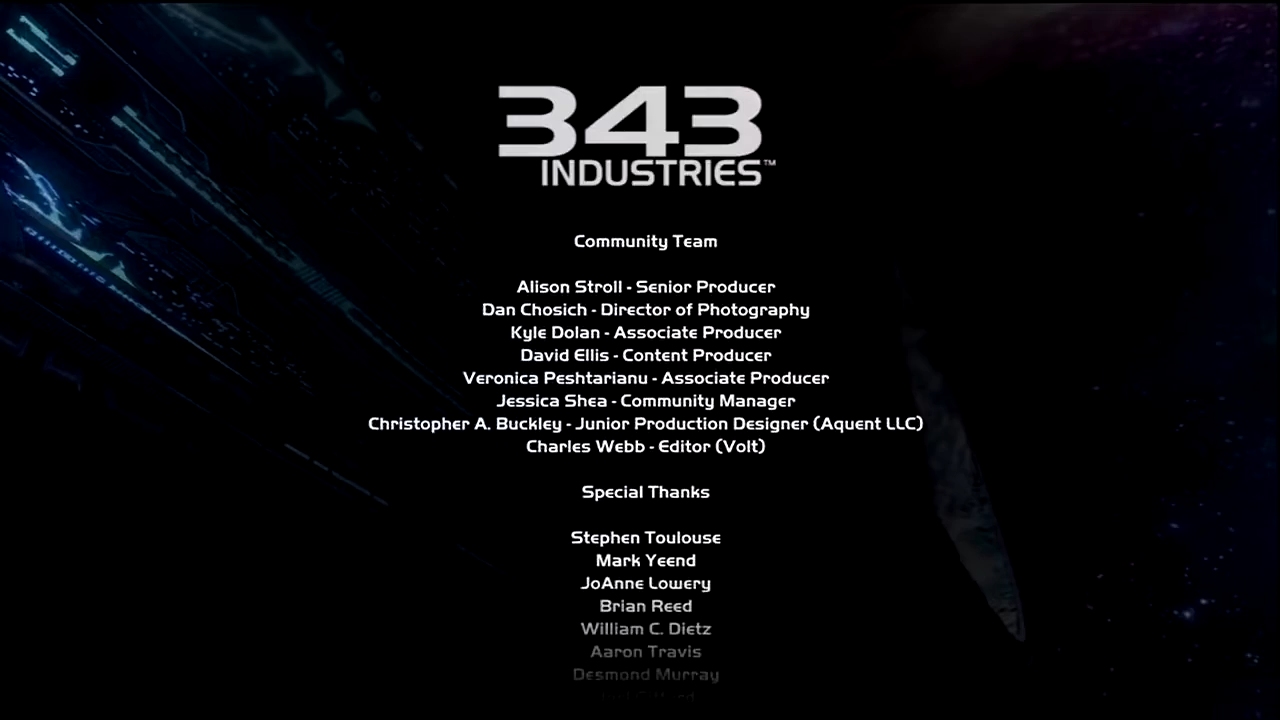 343
INDUSTRIES™
Community Team
Alison Stroll - Senior Producer
Dan Chosich - Director of Photography
Kyle Dolan - Associate Producer
David Ellis - Content Producer
Veronica Peshtarianu - Associate Producer
Jessica Shea - Community Manager
Christopher A. Buckley - Junior Production Designer (Aquent LLC)
Charles Webb - Editor (Volt)
Special Thanks
Stephen Toulouse
Mark Yeend
JoAnne Lowery
Brian Reed
William C. Dietz
Aaron Travis
Desmond Murray